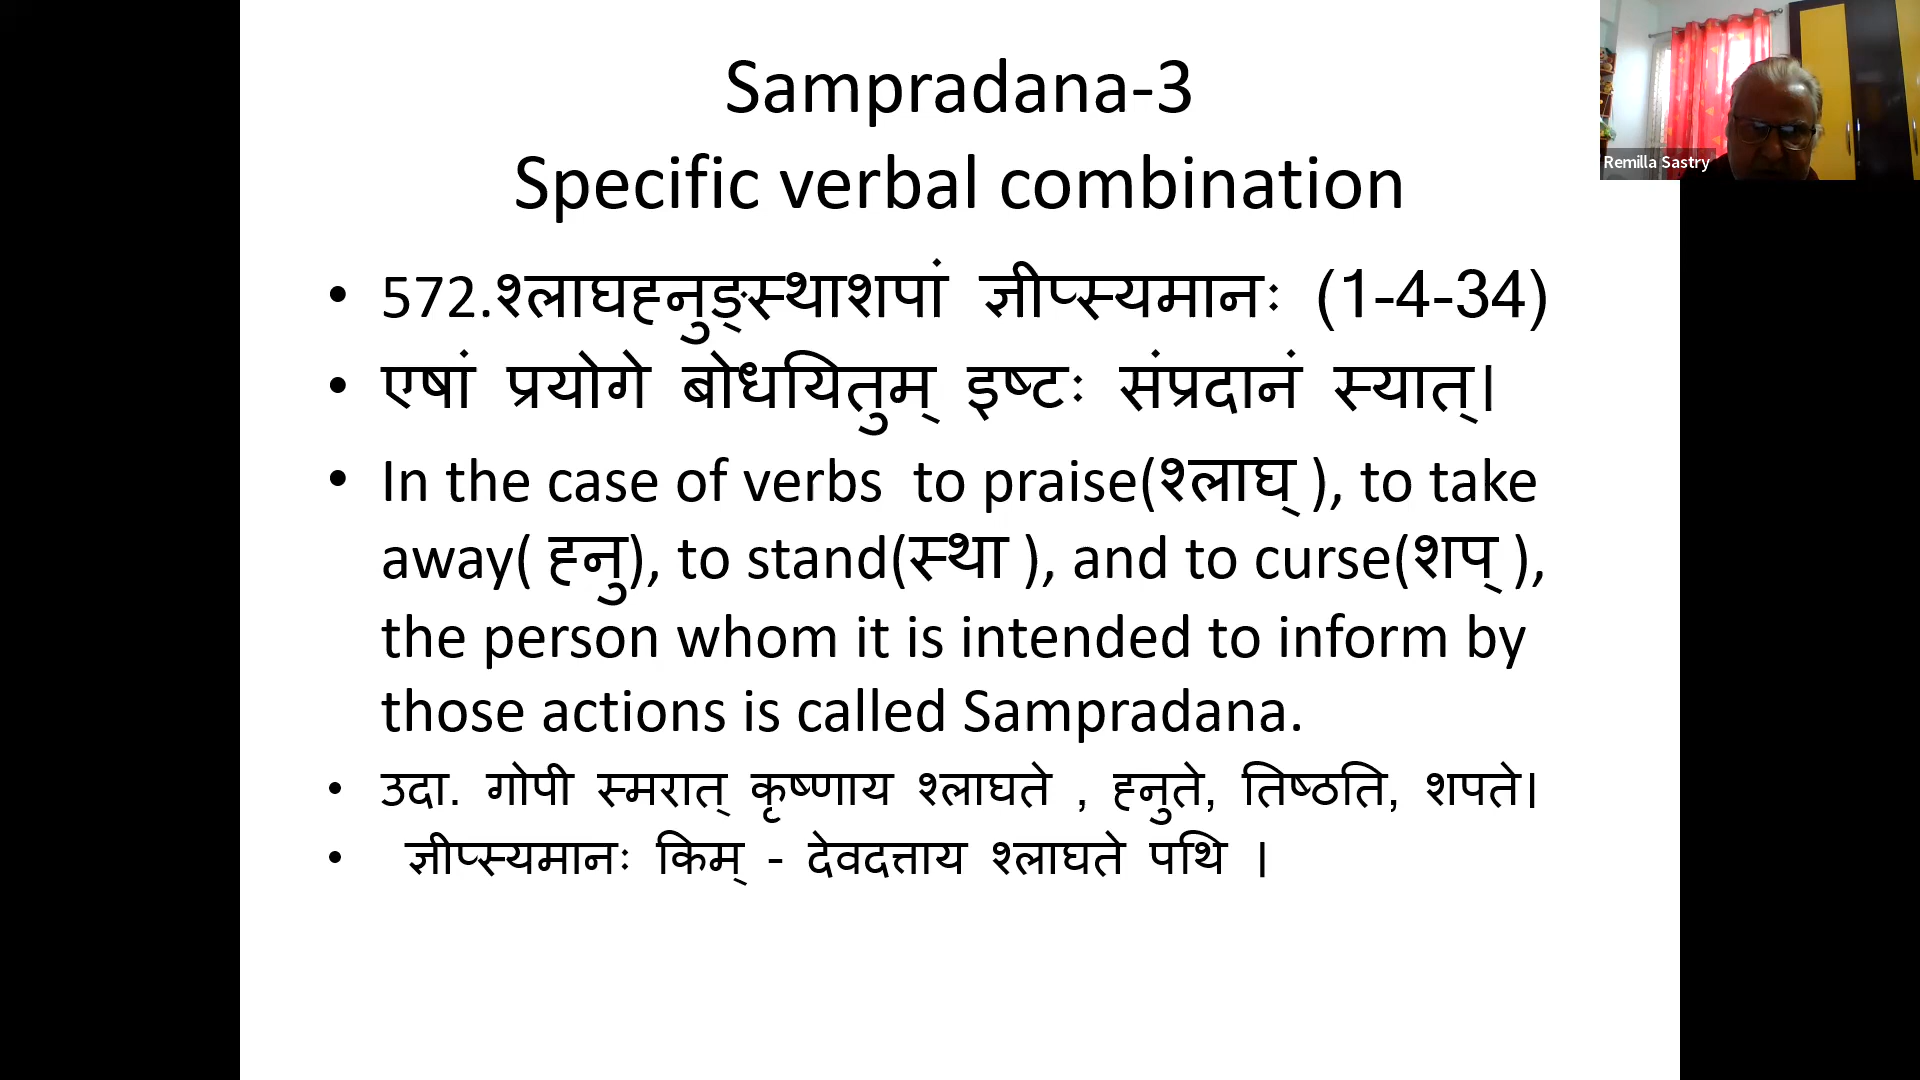 Sampradana-3
Specific verbal combination
• 572.श्लाघह्नुङ्स्थाशपां ज्ञीप्स्यमानः (1-4-34)
• एषां प्रयोगे बोधयितुम् इष्टः संप्रदानं स्यात्।
• In the case of verbs to praise(श्लाघ् ), to take
away( ह्नु), to stand(स्था ), and to curse(शप् ),
the person whom it is intended to inform by
those actions is called Sampradana.
• उदा. गोपी स्मरात् कृष्णाय श्लाघते , ह्नुते, तिष्ठति, शपते।
• ज्ञीप्स्यमानः किम् - देवदत्ताय श्लाघते पथि ।
Remilla Sastry